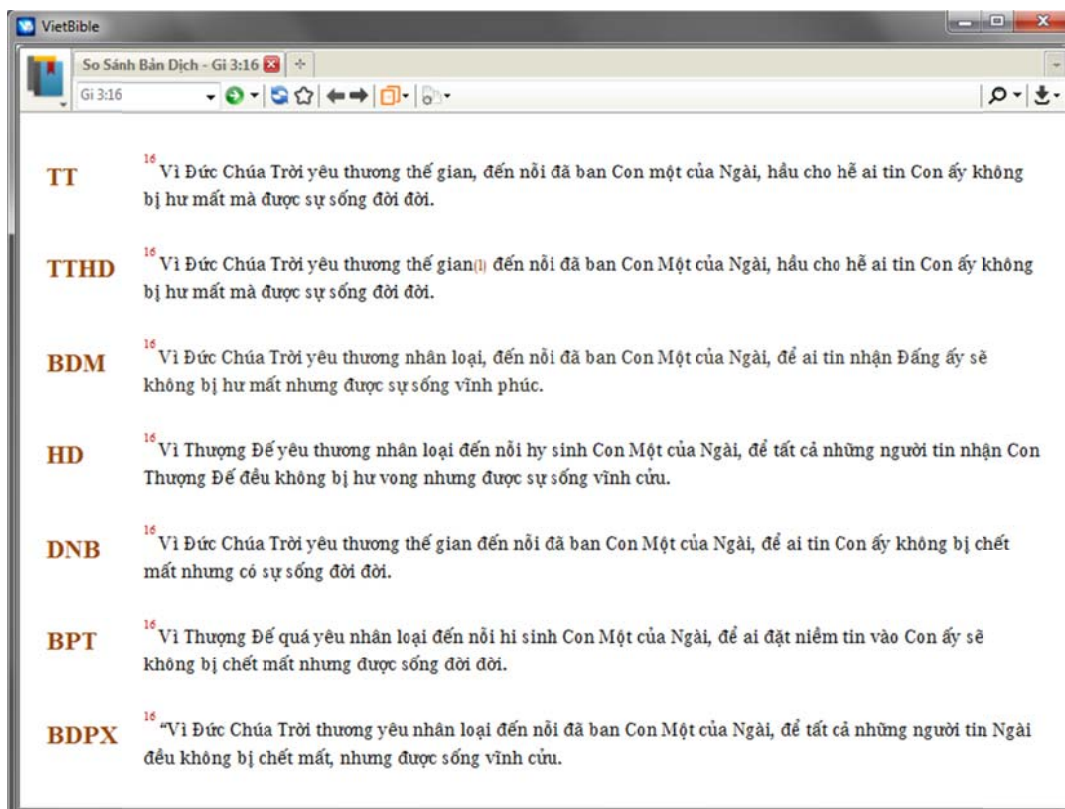 VietBible
So Sánh Bản Dịch - Gi 3:16
Gi 3:16
TT
16 Vì Đức Chúa Trời yêu thương thế gian, đến nỗi đã ban Con một của Ngài, hầu cho hễ ai tin Con ấy không
bị hư mất mà được sự sống đời đời.
TTHD
16 Vì Đức Chúa Trời yêu thương thế gian(1) đến nỗi đã ban Con Một của Ngài, hầu cho hễ ai tin Con ấy không
bị hư mất mà được sự sống đời đời.
BDM
16 Vì Đức Chúa Trời yêu thương nhân loại, đến nỗi đã ban Con Một của Ngài, để ai tin nhận Đấng ấy sẽ
không bị hư mất nhưng được sự sống vĩnh phúc.
HD
16 Vì Thượng Đế yêu thương nhân loại đến nỗi hy sinh Con Một của Ngài, để tất cả những người tin nhận Con
Thượng Đế đều không bị hư vong nhưng được sự sống vĩnh cửu.
DNB
16 Vì Đức Chúa Trời yêu thương thế gian đến nỗi đã ban Con Một của Ngài, để ai tin Con ấy không bị chết
mất nhưng có sự sống đời đời.
BPT
16 Vì Thượng Đế quá yêu nhân loại đến nỗi hi sinh Con Một của Ngài, để ai đặt niềm tin vào Con ấy sẽ
không bị chết mất nhưng được sống đời đời.
BDPX
16 “Vì Đức Chúa Trời thương yêu nhân loại đến nỗi đã ban Con Một của Ngài, để tất cả những người tin Ngài
đều không bị chết mất, nhưng được sống vĩnh cửu.